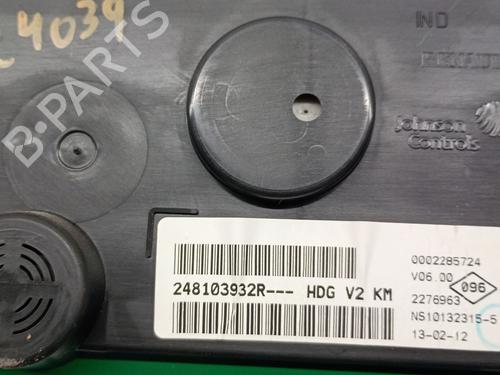 4039
IND
RENAULT
Johnson
Controls
B-PARTS
248103932R--- HDG V2 KM
0002285724
V06.00 096
2276963
NS10132315-5
13-02-12